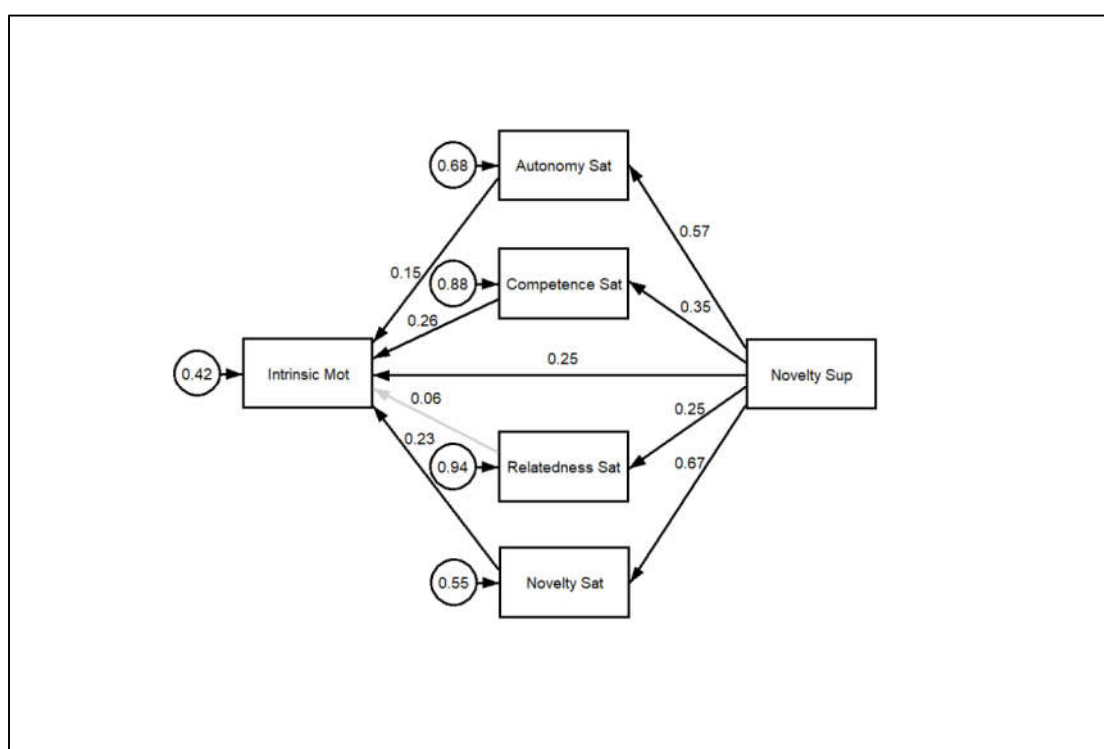 0.68
Autonomy Sat
0.57
0.15
0.88
Competence Sat
0.35
0.26
0.25
0.42
Intrinsic Mot
Novelty Sup
0.06
0.25
0.23
0.94
Relatedness Sat
0.67
0.55
Novelty Sat